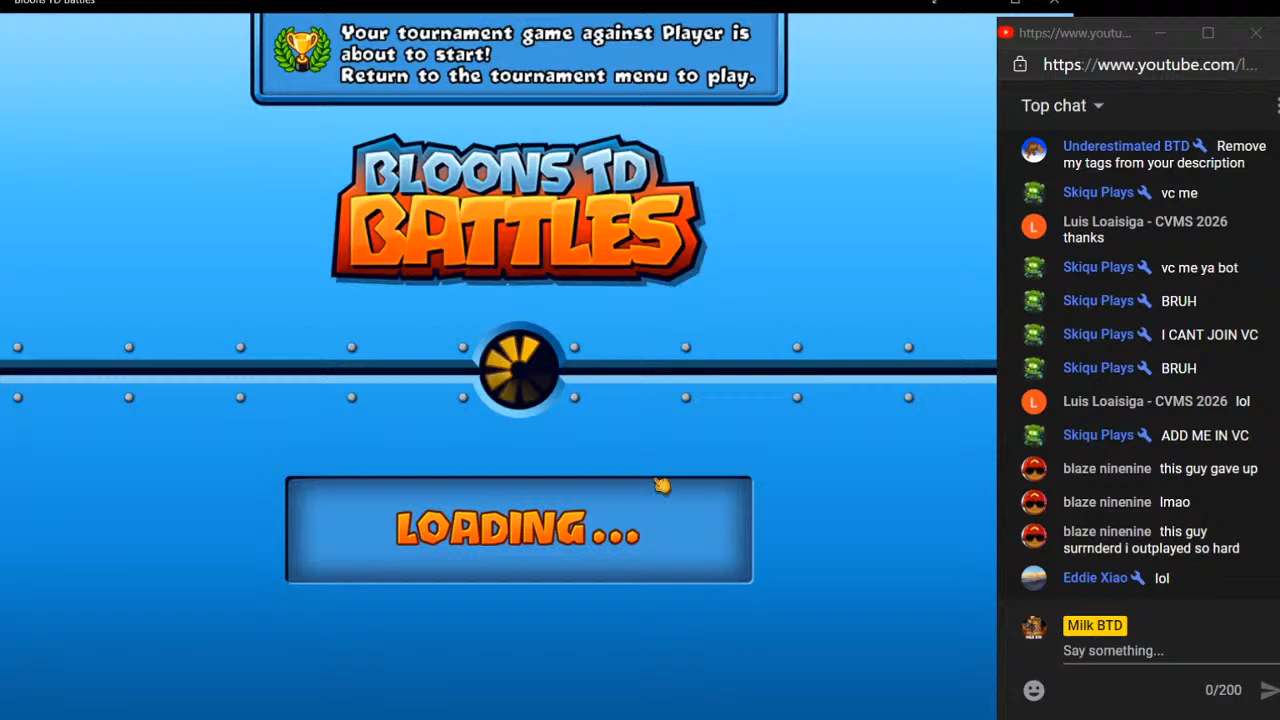 Bloons TD Battles
Your tournament game against Player is
about to start!
Return to the tournament menu to play.
BLOONS TD
BATTLES
LOADING...
https://www.youtu...
https://www.youtube.com/l...
Top chat
Underestimated BTD Remove
my tags from your description
Skiqu Plays vc me
Luis Loaisiga - CVMS 2026
thanks
Skiqu Plays vc me ya bot
Skiqu Plays BRUH
Skiqu Plays I CANT JOIN VC
Skiqu Plays BRUH
Luis Loaisiga - CVMS 2026 lol
Skiqu Plays ADD ME IN VC
blaze ninenine this guy gave up
blaze ninenine lmao
blaze ninenine this guy
surrnderd i outplayed so hard
Eddie Xiao lol
Milk BTD
Say something...
0/200